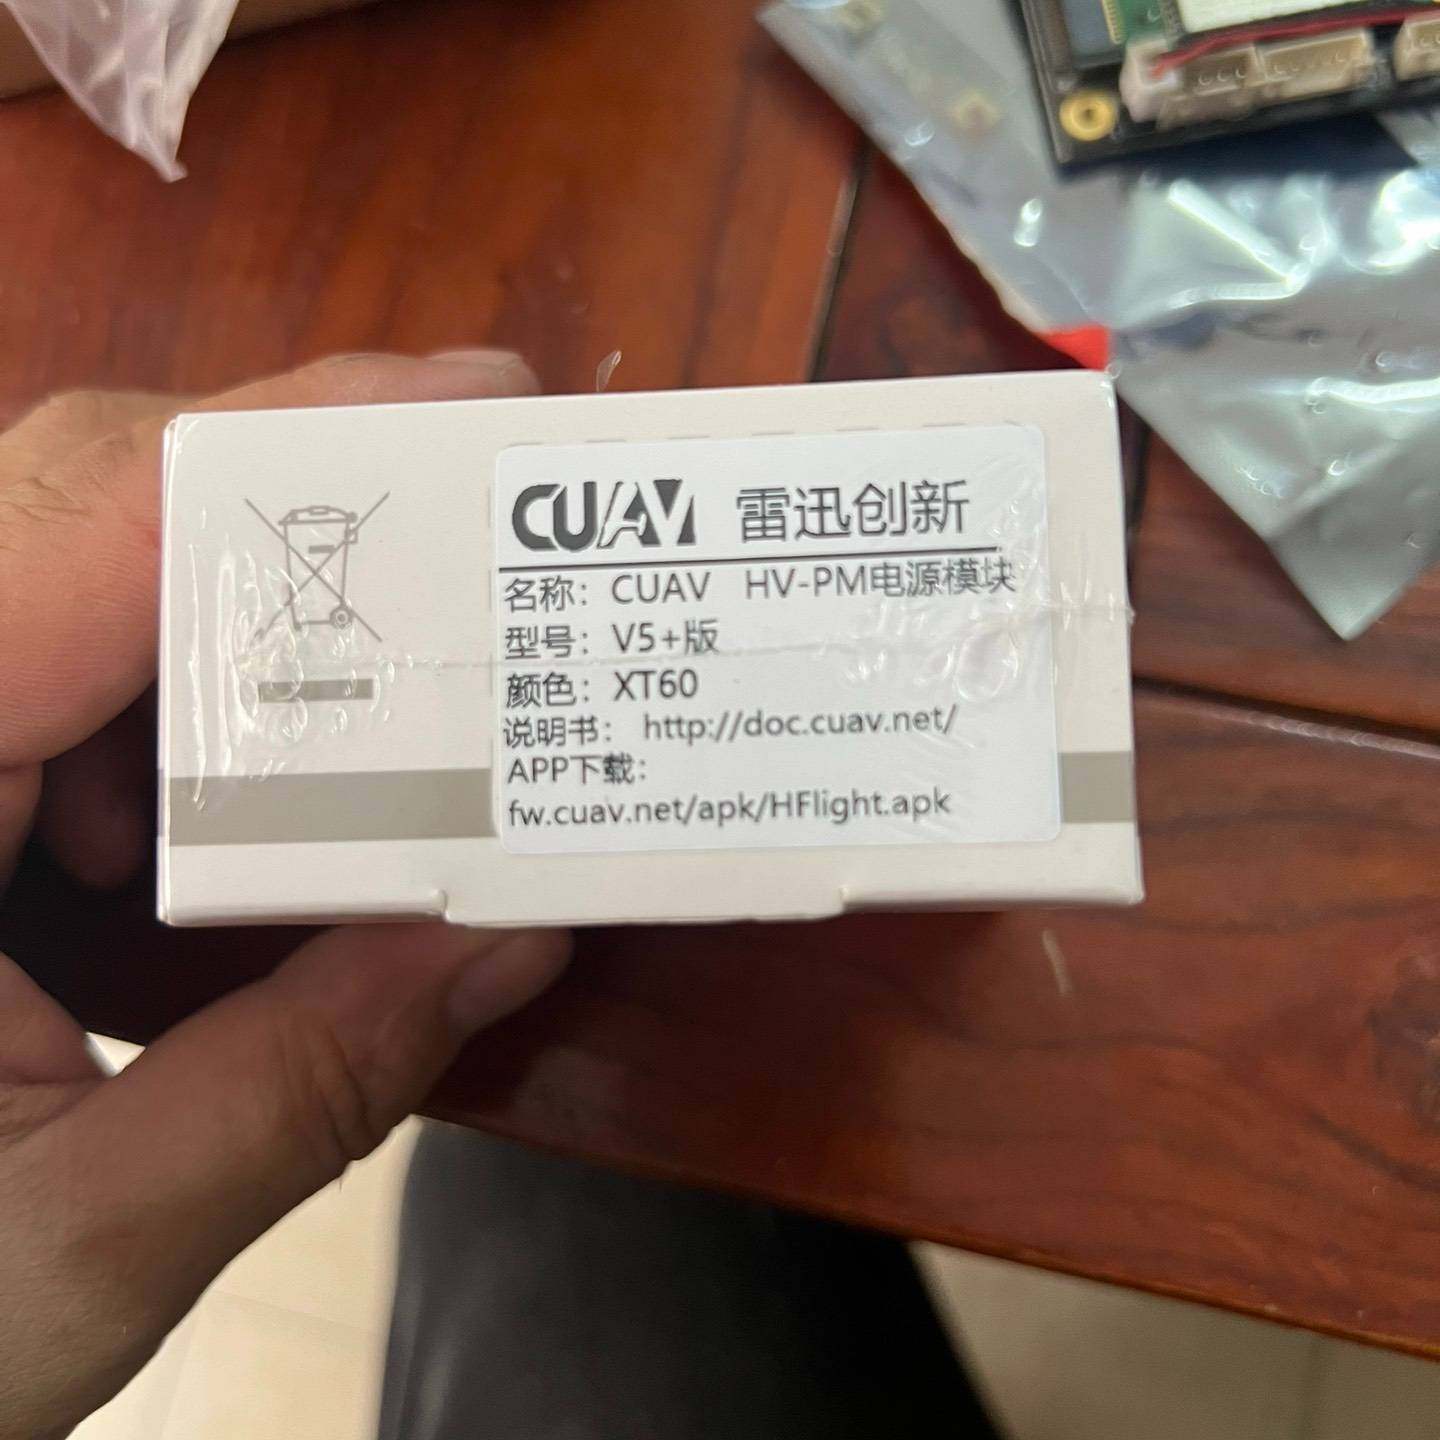 CUAV 雷迅创新
名称：CUAV HV-PM电源模块
型号：V5+版
颜色：XT60
说明书：http://doc.cuav.net/
APP下载：
fw.cuav.net/apk/HFlight.apk